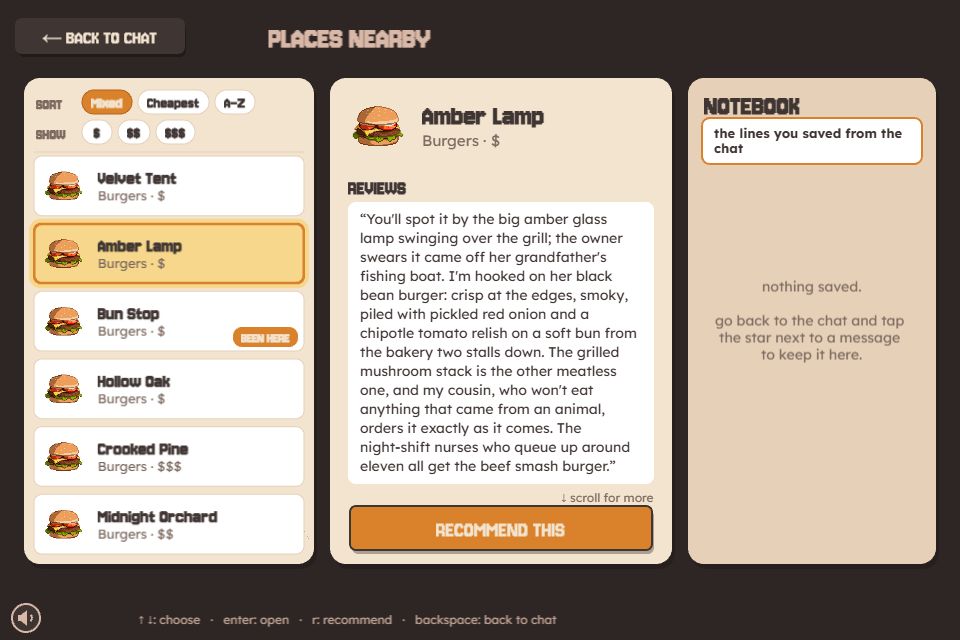 ← BACK TO CHAT
PLACES NEARBY
SORT
Mixed
Cheapest
A-Z
SHOW
$
$$
$$$
Velvet Tent
Burgers · $
Amber Lamp
Burgers · $
Bun Stop
Burgers · $
BEEN HERE
Hollow Oak
Burgers · $
Crooked Pine
Burgers · $$$
Midnight Orchard
Burgers · $$
Amber Lamp
Burgers · $
REVIEWS
“You'll spot it by the big amber glass
lamp swinging over the grill; the owner
swears it came off her grandfather's
fishing boat. I'm hooked on her black
bean burger: crisp at the edges, smoky,
piled with pickled red onion and a
chipotle tomato relish on a soft bun from
the bakery two stalls down. The grilled
mushroom stack is the other meatless
one, and my cousin, who won't eat
anything that came from an animal,
orders it exactly as it comes. The
night-shift nurses who queue up around
eleven all get the beef smash burger.”
↓ scroll for more
RECOMMEND THIS
NOTEBOOK
the lines you saved from the
chat
nothing saved.
go back to the chat and tap
the star next to a message
to keep it here.
↑ ↓: choose · enter: open · r: recommend · backspace: back to chat